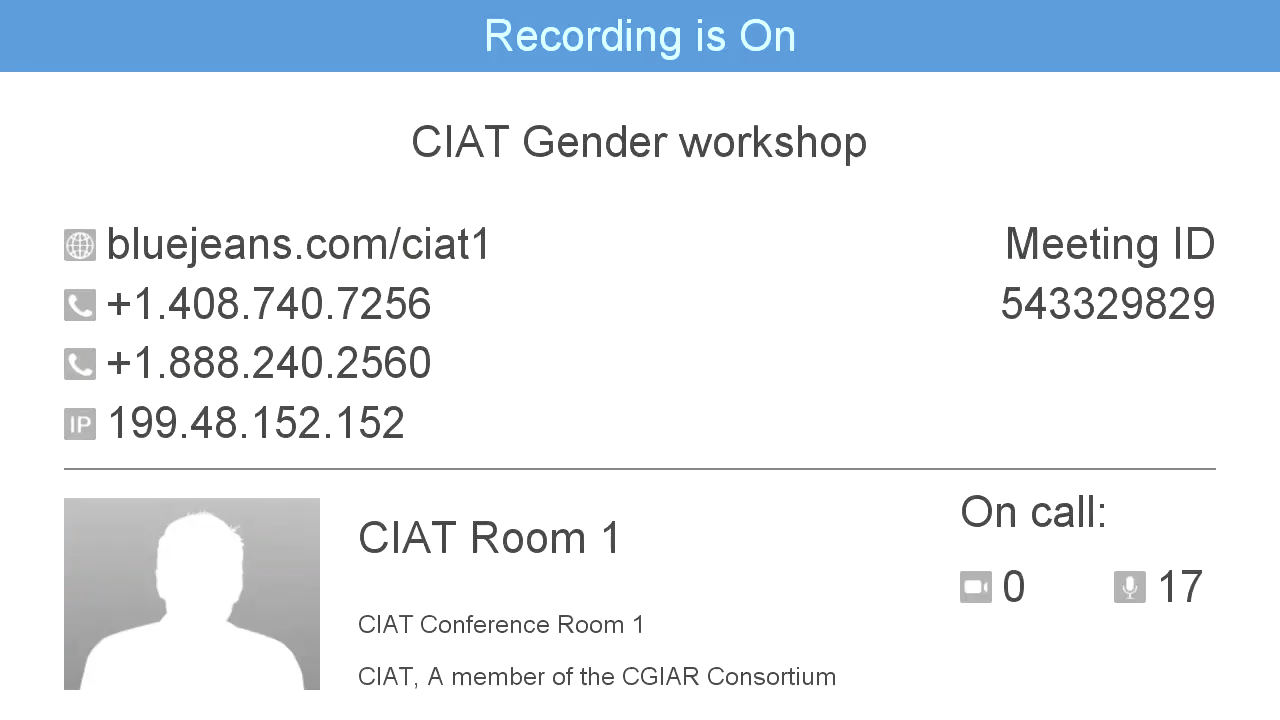 Recording is On
CIAT Gender workshop
bluejeans.com/ciat1
+1.408.740.7256
+1.888.240.2560
IP 199.48.152.152
Meeting ID
543329829
CIAT Room 1
CIAT Conference Room 1
CIAT, A member of the CGIAR Consortium
On call:
0 17